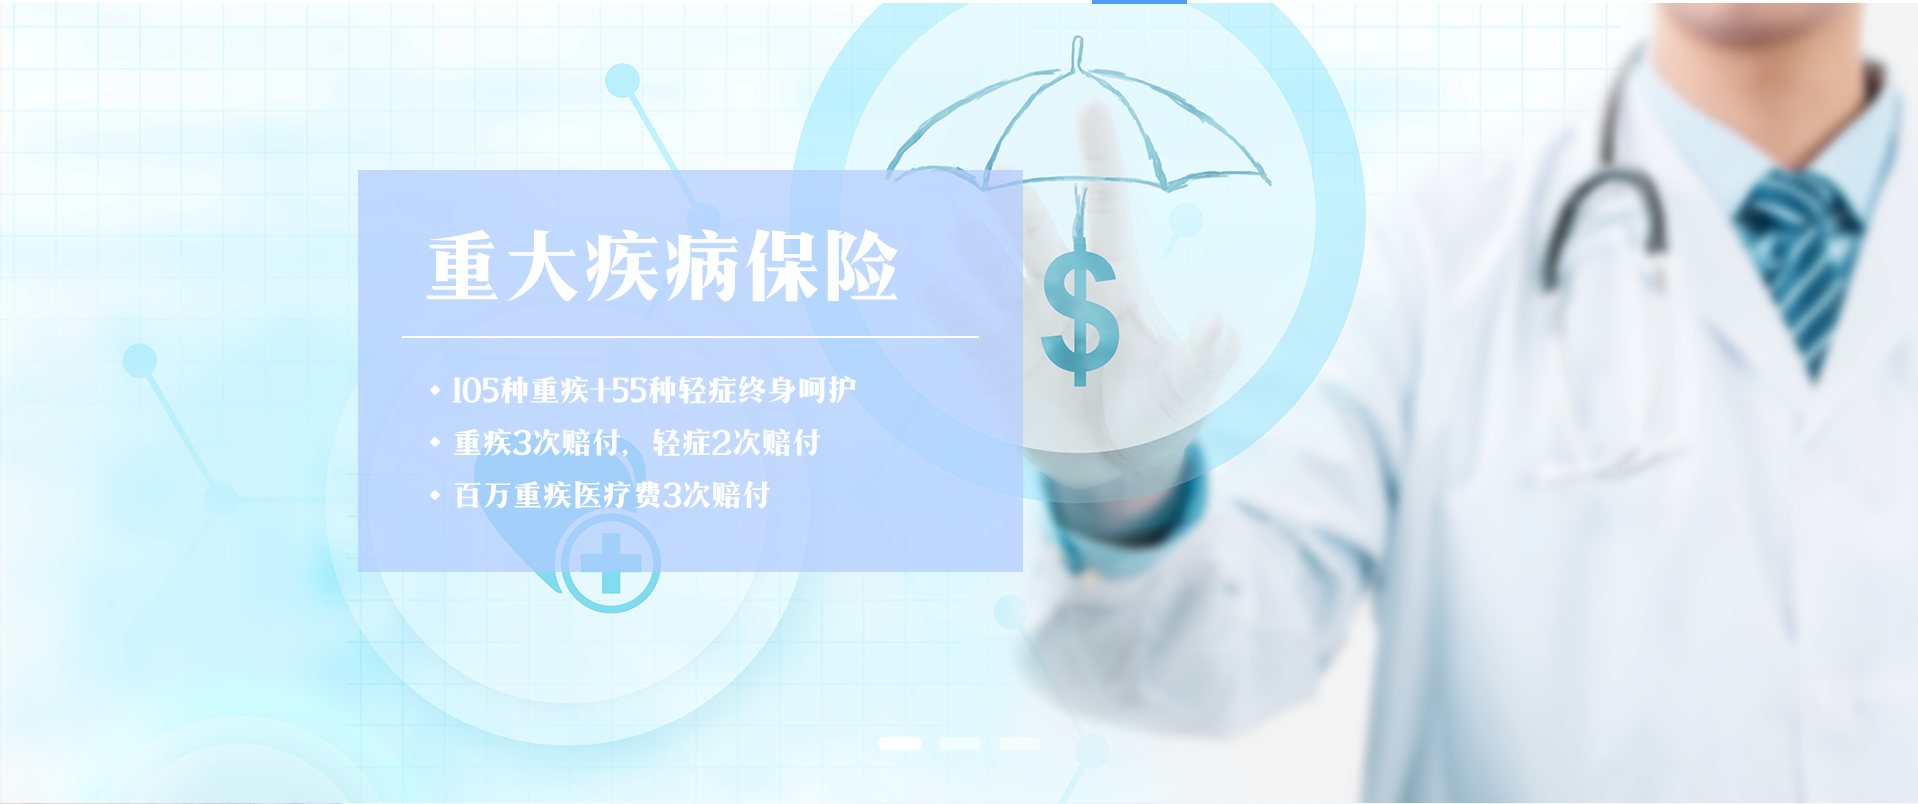 重大疾病保险
• 105种重疾+55种轻症终身呵护
• 重疾3次赔付，轻症2次赔付
• 百万重疾医疗费3次赔付
$